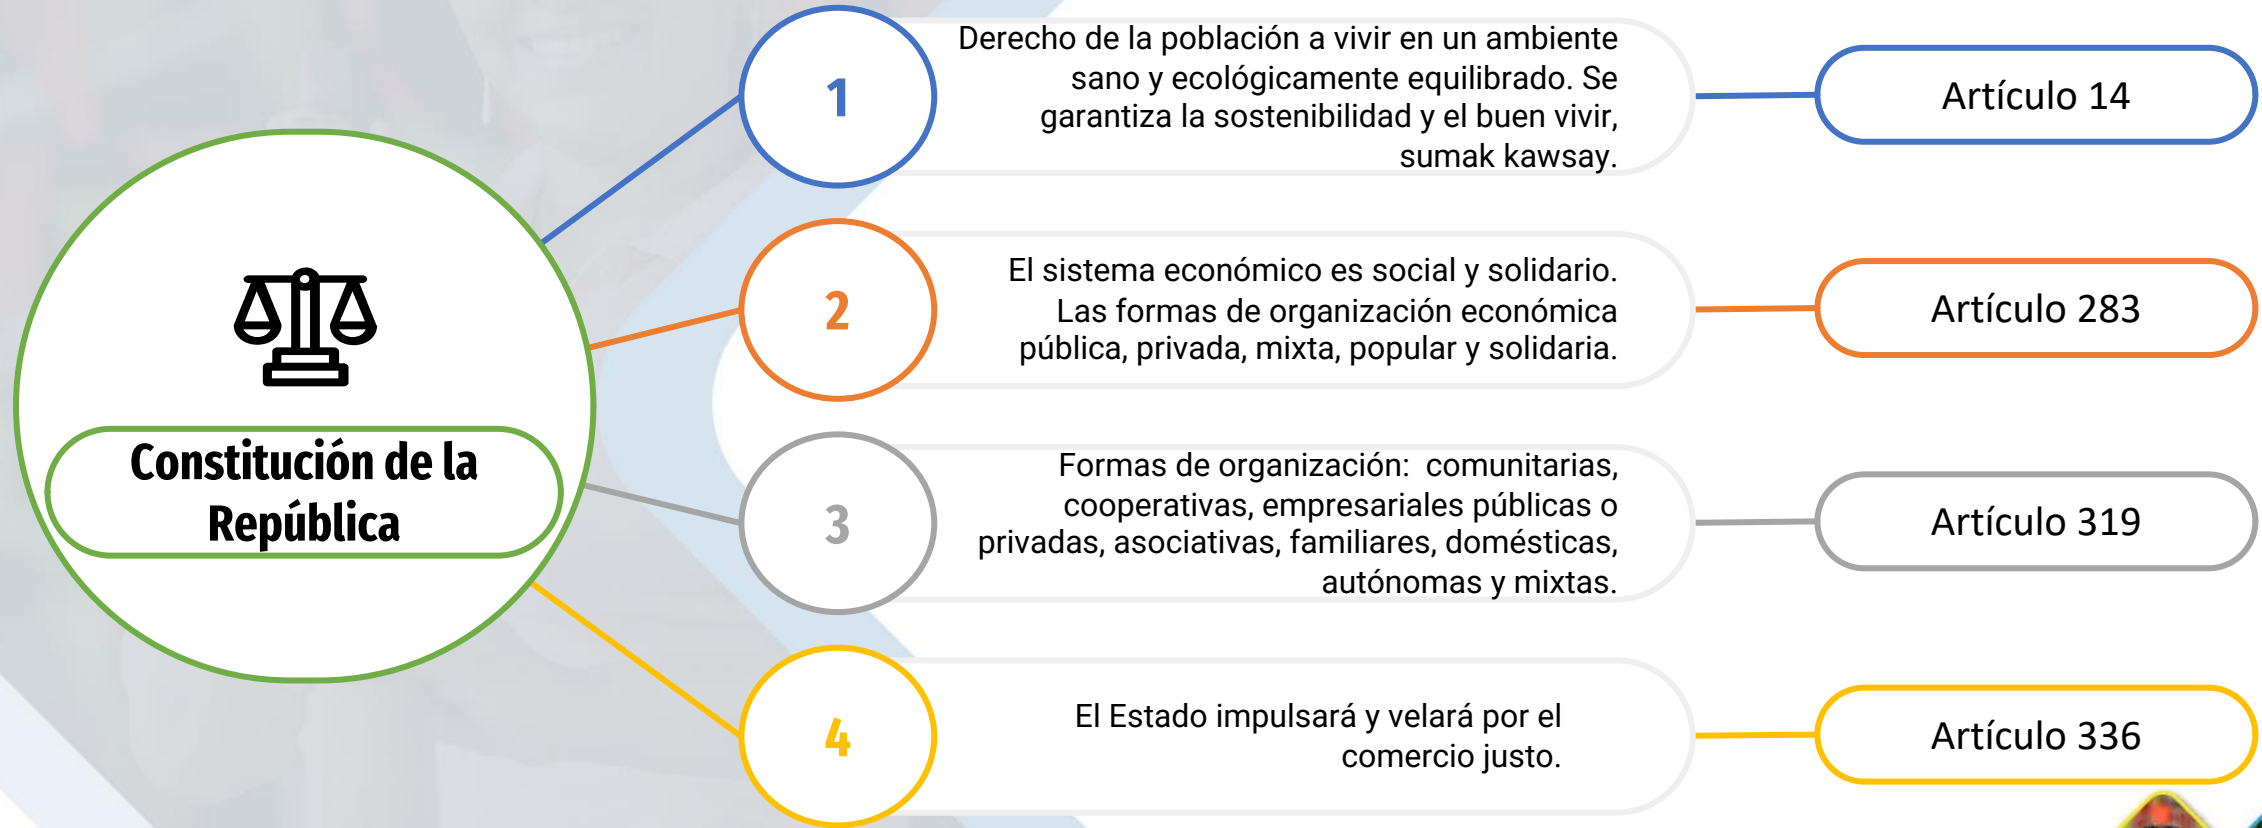 Constitución de la
República
1
Derecho de la población a vivir en un ambiente
sano y ecológicamente equilibrado. Se
garantiza la sostenibilidad y el buen vivir,
sumak kawsay.
Artículo 14
2
El sistema económico es social y solidario.
Las formas de organización económica
pública, privada, mixta, popular y solidaria.
Artículo 283
3
Formas de organización:  comunitarias,
cooperativas, empresariales públicas o
privadas, asociativas, familiares, domésticas,
autónomas y mixtas.
Artículo 319
4
El Estado impulsará y velará por el
comercio justo.
Artículo 336